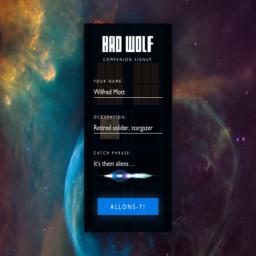 BAD WOLF
COMPANION SIGNUP
YOUR NAME:
Wilfred Mott
OCCUPATION:
Retired solider, stargazer
CATCH PHRASE:
It's them aliens ...
ALLONS-Y!